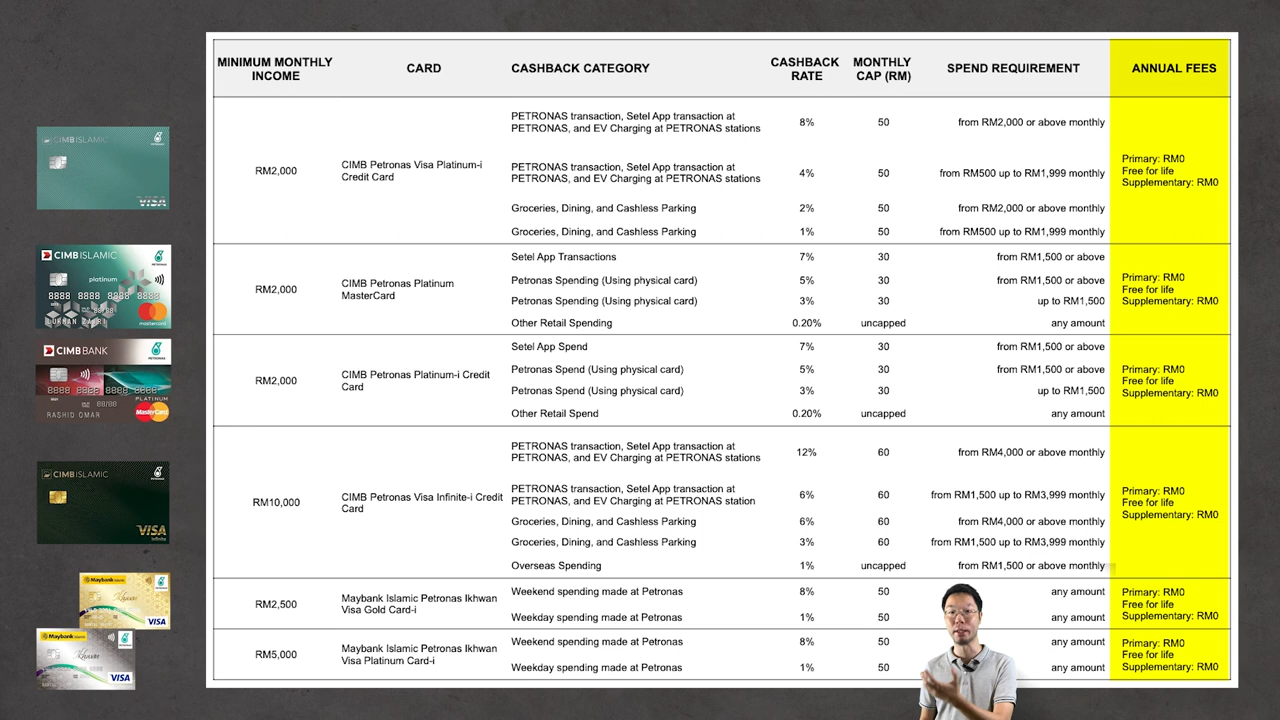 MINIMUM MONTHLY
INCOME
CARD
CASHBACK CATEGORY
CASHBACK
RATE
MONTHLY
CAP (RM)
SPEND REQUIREMENT
ANNUAL FEES
RM2,000
CIMB Petronas Visa Platinum-i
Credit Card
PETRONAS transaction, Setel App transaction at
PETRONAS, and EV Charging at PETRONAS stations
8%
50
from RM2,000 or above monthly
PETRONAS transaction, Setel App transaction at
PETRONAS, and EV Charging at PETRONAS stations
4%
50
from RM500 up to RM1,999 monthly
Groceries, Dining, and Cashless Parking
2%
50
from RM2,000 or above monthly
Groceries, Dining, and Cashless Parking
1%
50
from RM500 up to RM1,999 monthly
Primary: RM0
Free for life
Supplementary: RM0
RM2,000
CIMB Petronas Platinum
MasterCard
Setel App Transactions
7%
30
from RM1,500 or above
Petronas Spending (Using physical card)
5%
30
from RM1,500 or above
Petronas Spending (Using physical card)
3%
30
up to RM1,500
Other Retail Spending
0.20%
uncapped
any amount
Primary: RM0
Free for life
Supplementary: RM0
RM2,000
CIMB Petronas Platinum-i Credit
Card
Setel App Spend
7%
30
from RM1,500 or above
Petronas Spend (Using physical card)
5%
30
from RM1,500 or above
Petronas Spend (Using physical card)
3%
30
up to RM1,500
Other Retail Spend
0.20%
uncapped
any amount
Primary: RM0
Free for life
Supplementary: RM0
RM10,000
CIMB Petronas Visa Infinite-i Credit
Card
PETRONAS transaction, Setel App transaction at
PETRONAS, and EV Charging at PETRONAS stations
12%
60
from RM4,000 or above monthly
PETRONAS transaction, Setel App transaction at
PETRONAS, and EV Charging at PETRONAS station
6%
60
from RM1,500 up to RM3,999 monthly
Groceries, Dining, and Cashless Parking
6%
60
from RM4,000 or above monthly
Groceries, Dining, and Cashless Parking
3%
60
from RM1,500 up to RM3,999 monthly
Overseas Spending
1%
uncapped
from RM1,500 or above monthly
Primary: RM0
Free for life
Supplementary: RM0
RM2,500
Maybank Islamic Petronas Ikhwan
Visa Gold Card-i
Weekend spending made at Petronas
8%
50
any amount
Weekday spending made at Petronas
1%
50
any amount
Primary: RM0
Free for life
Supplementary: RM0
RM5,000
Maybank Islamic Petronas Ikhwan
Visa Platinum Card-i
Weekend spending made at Petronas
8%
50
any amount
Weekday spending made at Petronas
1%
50
any amount
Primary: RM0
Free for life
Supplementary: RM0
CIMB ISLAMIC
VISA
CIMB ISLAMIC
platinum
8888 8888 8888 8888
mastercard
CIMB BANK
PETRONAS
8888 8888 8888 8888
PLATINUM
RASHID OMAR
MasterCard
CIMB ISLAMIC
VISA
Infinite
Maybank Islamic
Ikhwan
VISA
Maybank Islamic
Ikhwan
VISA